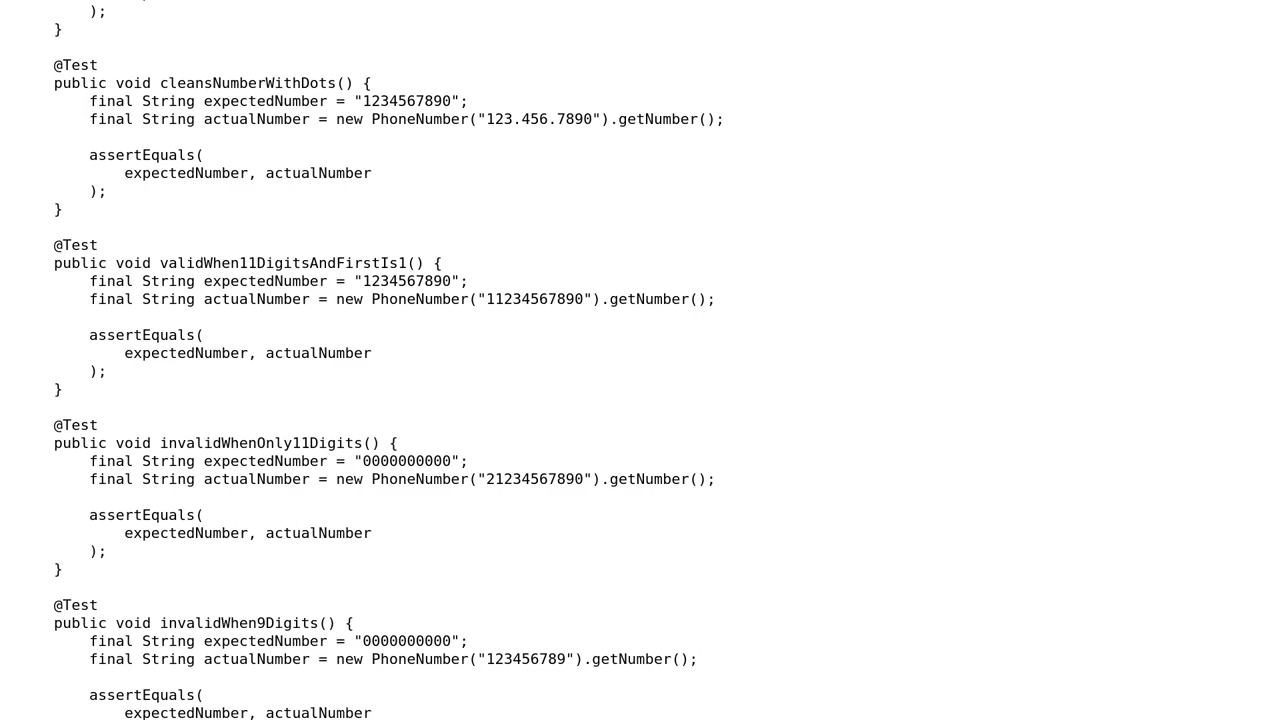 );
}
@Test
public void cleansNumberWithDots() {
final String expectedNumber = "1234567890";
final String actualNumber = new PhoneNumber("123.456.7890").getNumber();
assertEquals(
expectedNumber, actualNumber
);
}
@Test
public void validWhen11DigitsAndFirstIs1() {
final String expectedNumber = "1234567890";
final String actualNumber = new PhoneNumber("11234567890").getNumber();
assertEquals(
expectedNumber, actualNumber
);
}
@Test
public void invalidWhenOnly11Digits() {
final String expectedNumber = "0000000000";
final String actualNumber = new PhoneNumber("21234567890").getNumber();
assertEquals(
expectedNumber, actualNumber
);
}
@Test
public void invalidWhen9Digits() {
final String expectedNumber = "0000000000";
final String actualNumber = new PhoneNumber("123456789").getNumber();
assertEquals(
expectedNumber, actualNumber